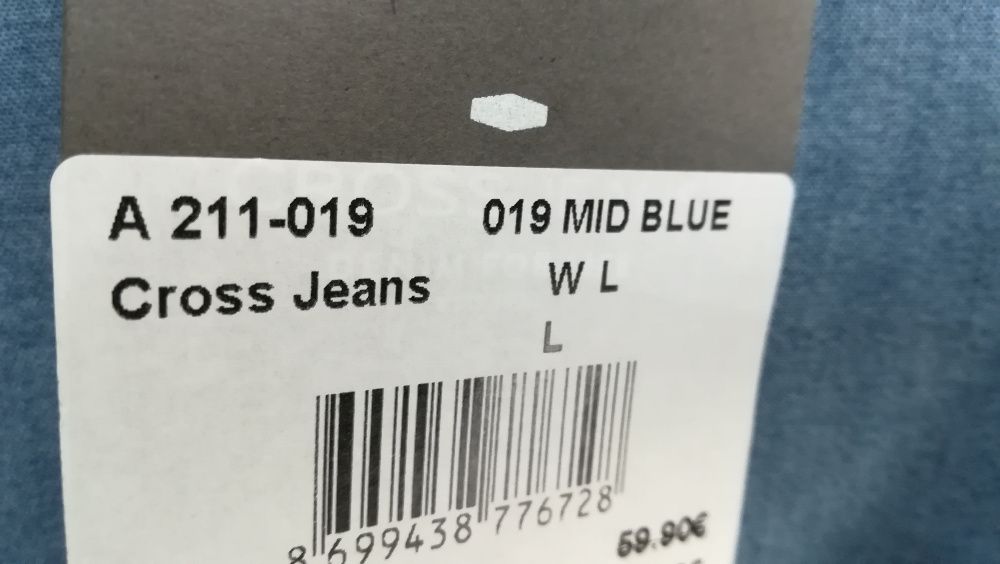 A 211-019 019 MID BLUE
Cross Jeans W L
L
8 699438 776728
59.90€